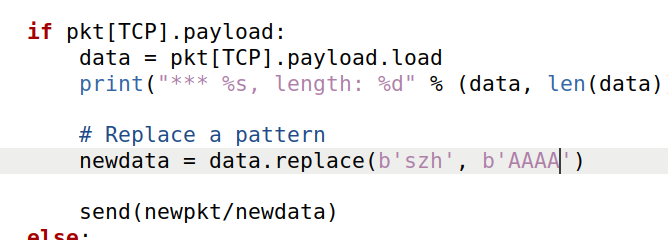 if pkt[TCP].payload:
data = pkt[TCP].payload.load
print("*** %s, length: %d" % (data, len(data)
# Replace a pattern
newdata = data.replace(b'szh', b'AAAA')
send(newpkt/newdata)
else: